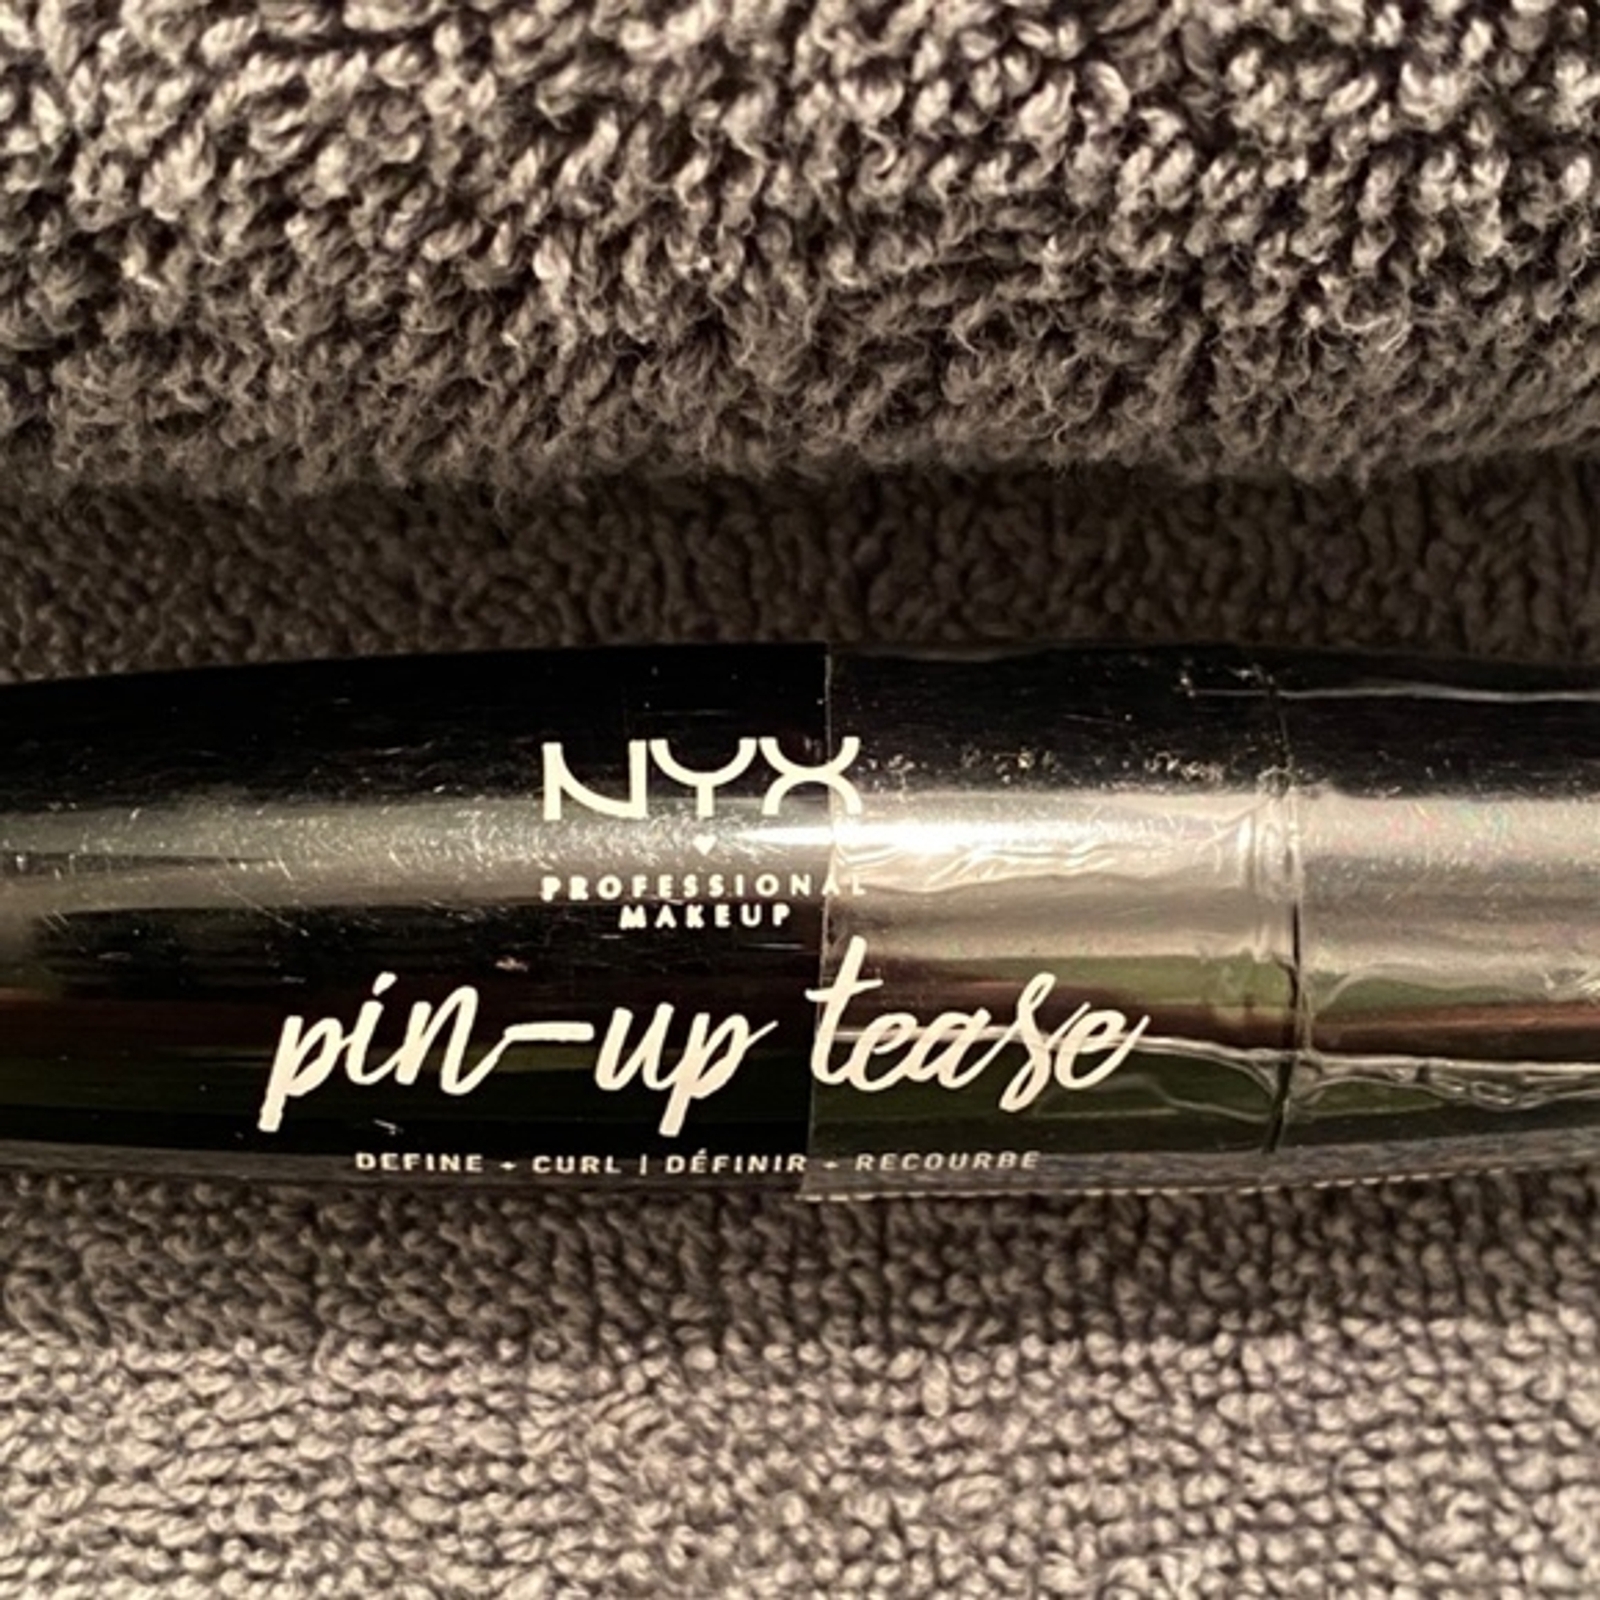 NYX
PROFESSIONAL
MAKEUP
pin-up tease
DEFINE + CURL | DÉFINIR + RECOURBE